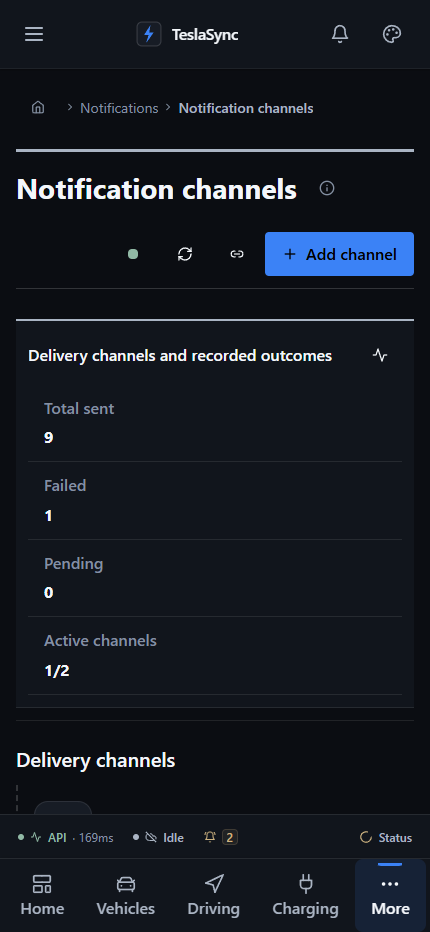 TeslaSync
Notifications Notification channels
Notification channels
Add channel
Delivery channels and recorded outcomes
Total sent
9
Failed
1
Pending
0
Active channels
1/2
Delivery channels
API · 169ms Idle 2 Status
Home Vehicles Driving Charging More